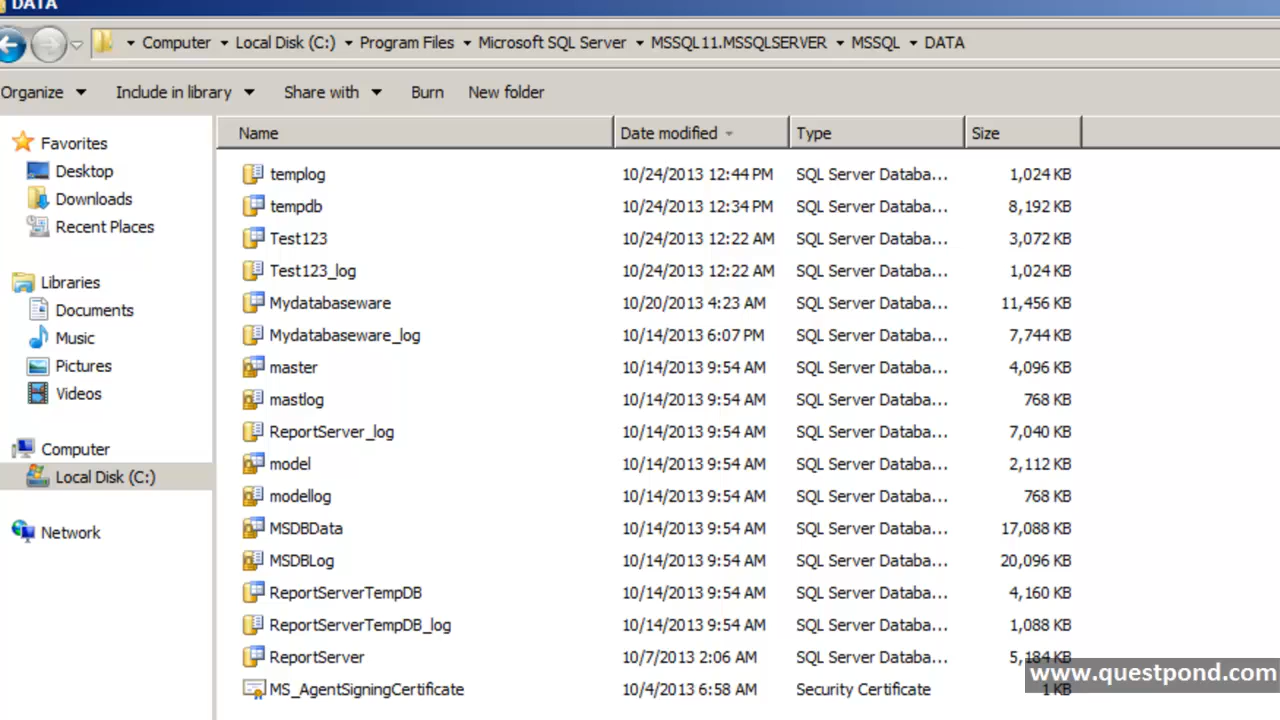 DATA
Computer Local Disk (C:) Program Files Microsoft SQL Server MSSQL11.MSSQLSERVER MSSQL DATA
Organize Include in library Share with Burn New folder
Favorites
Desktop
Downloads
Recent Places
Libraries
Documents
Music
Pictures
Videos
Computer
Local Disk (C:)
Network
Name Date modified Type Size
templog 10/24/2013 12:44 PM SQL Server Databa... 1,024 KB
tempdb 10/24/2013 12:34 PM SQL Server Databa... 8,192 KB
Test123 10/24/2013 12:22 AM SQL Server Databa... 3,072 KB
Test123_log 10/24/2013 12:22 AM SQL Server Databa... 1,024 KB
Mydatabaseware 10/20/2013 4:23 AM SQL Server Databa... 11,456 KB
Mydatabaseware_log 10/14/2013 6:07 PM SQL Server Databa... 7,744 KB
master 10/14/2013 9:54 AM SQL Server Databa... 4,096 KB
mastlog 10/14/2013 9:54 AM SQL Server Databa... 768 KB
ReportServer_log 10/14/2013 9:54 AM SQL Server Databa... 7,040 KB
model 10/14/2013 9:54 AM SQL Server Databa... 2,112 KB
modellog 10/14/2013 9:54 AM SQL Server Databa... 768 KB
MSDBData 10/14/2013 9:54 AM SQL Server Databa... 17,088 KB
MSDBLog 10/14/2013 9:54 AM SQL Server Databa... 20,096 KB
ReportServerTempDB 10/14/2013 9:54 AM SQL Server Databa... 4,160 KB
ReportServerTempDB_log 10/14/2013 9:54 AM SQL Server Databa... 1,088 KB
ReportServer 10/7/2013 2:06 AM SQL Server Databa... 5,184 KB
MS_AgentSigningCertificate 10/4/2013 6:58 AM Security Certificate 1 KB
www.questpond.com